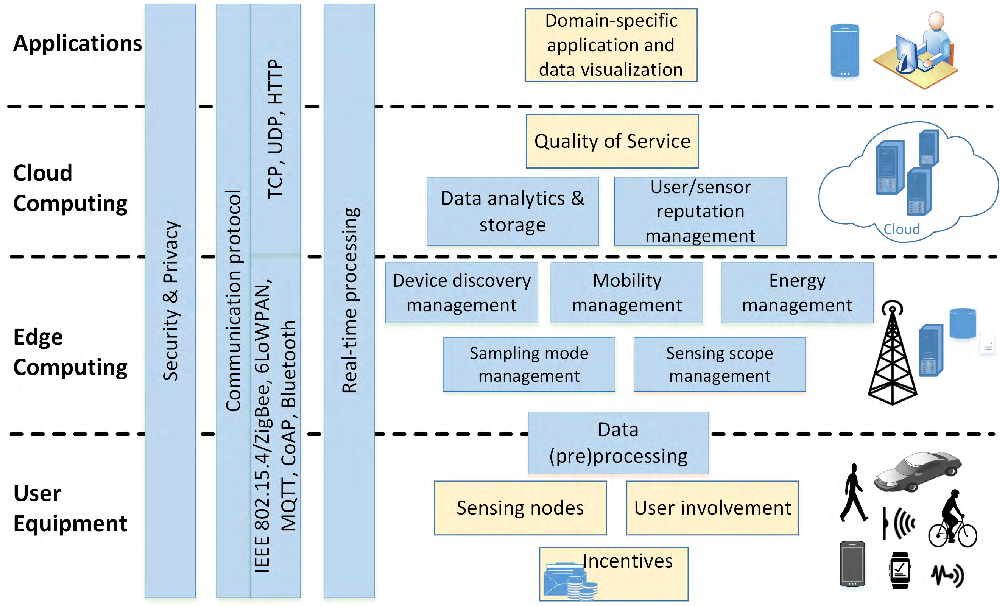 Applications
Domain-specific
application and
data visualization
Cloud
Computing
Quality of Service
Data analytics &
storage
User/sensor
reputation
management
Cloud
Edge
Computing
Device discovery
management
Mobility
management
Energy
management
Sampling mode
management
Sensing scope
management
User
Equipment
Data
(pre)processing
Sensing nodes
User involvement
Incentives
Security & Privacy
Communication protocol
TCP, UDP, HTTP
IEEE 802.15.4/ZigBee, 6LoWPAN,
MQTT, CoAP, Bluetooth
Real-time processing